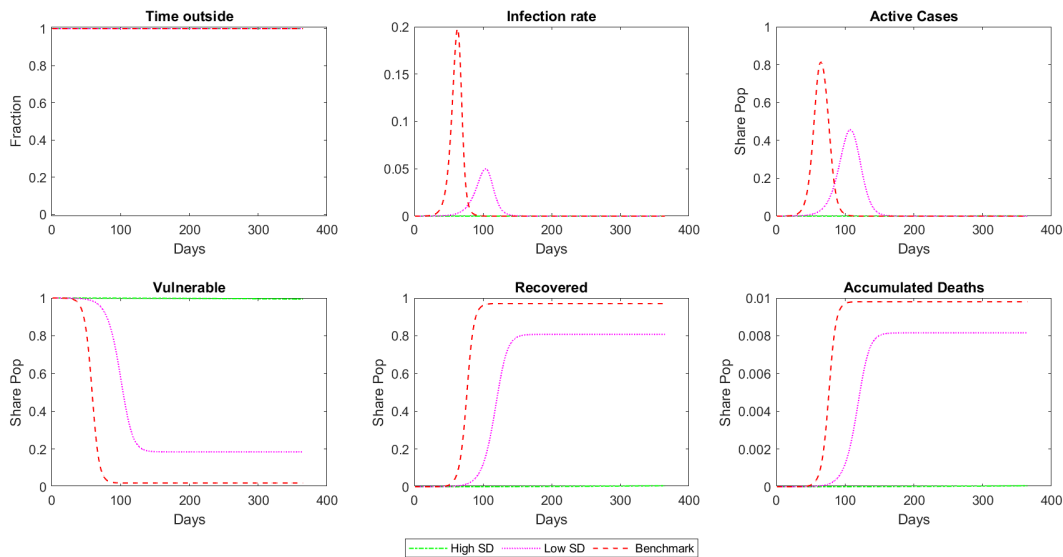 Time outside
1
0.8
0.6
0.4
0.2
0
Fraction
0 100 200 300 400
Days
Infection rate
0.2
0.15
0.1
0.05
0
0 100 200 300 400
Days
Active Cases
1
0.8
0.6
0.4
0.2
0
Share Pop
0 100 200 300 400
Days
Vulnerable
1
0.8
0.6
0.4
0.2
0
Share Pop
0 100 200 300 400
Days
Recovered
1
0.8
0.6
0.4
0.2
0
Share Pop
0 100 200 300 400
Days
Accumulated Deaths
0.01
0.008
0.006
0.004
0.002
0
Share Pop
0 100 200 300 400
Days
High SD Low SD Benchmark